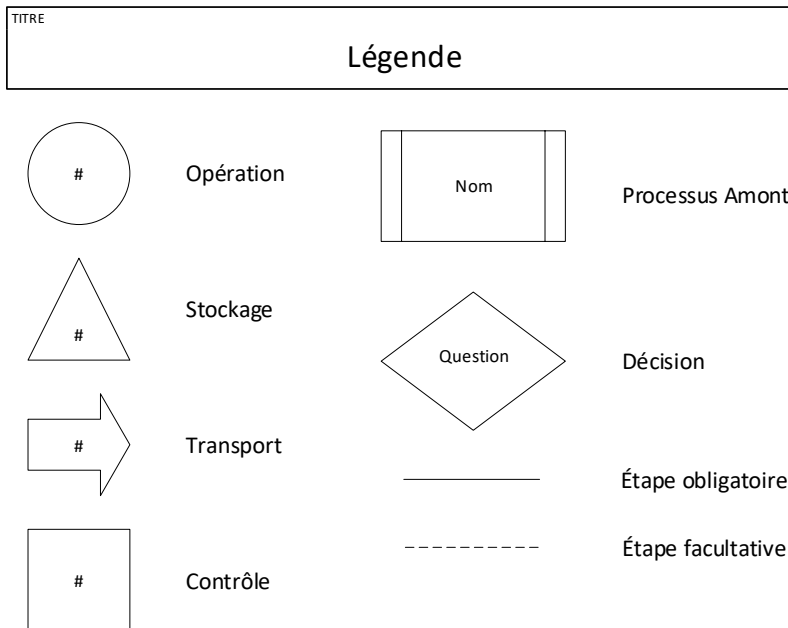 TITRE
Légende
#
Opération
Nom
Processus Amont
#
Stockage
Question
Décision
#
Transport
Étape obligatoire
Étape facultative
#
Contrôle